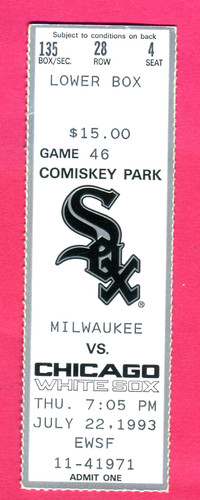 Subject to conditions on back
135 28 4
BOX/SEC. ROW SEAT
LOWER BOX
$15.00
GAME 46
COMISKEY PARK
Sox
®
MILWAUKEE
VS.
CHICAGO
WHITE SOX
THU. 7:05 PM
JULY 22,1993
EWSF
11-41971
ADMIT ONE